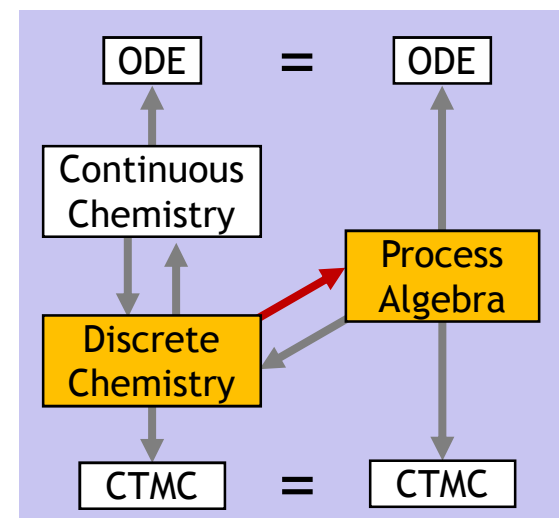 ODE = ODE
Continuous
Chemistry
Process
Algebra
Discrete
Chemistry
CTMC = CTMC